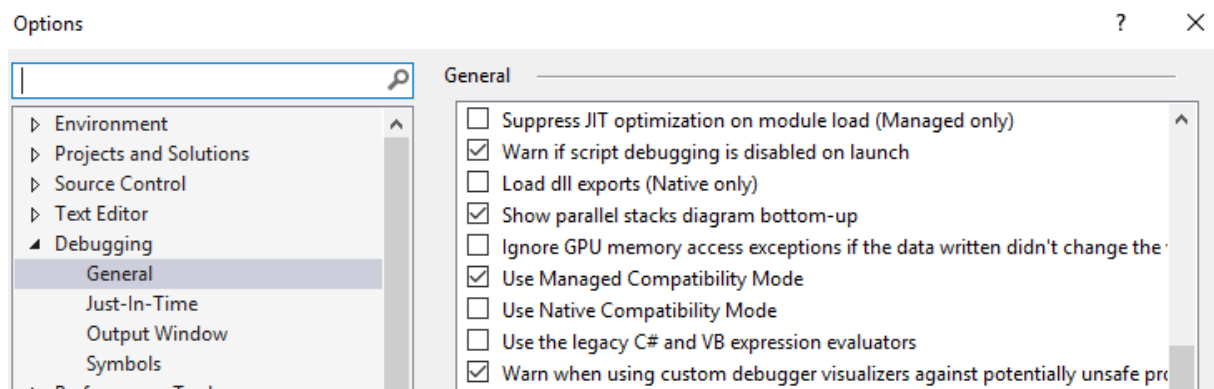 Options
? ×
General
Environment
Projects and Solutions
Source Control
Text Editor
Debugging
General
Just-In-Time
Output Window
Symbols
Suppress JIT optimization on module load (Managed only)
Warn if script debugging is disabled on launch
Load dll exports (Native only)
Show parallel stacks diagram bottom-up
Ignore GPU memory access exceptions if the data written didn't change the
Use Managed Compatibility Mode
Use Native Compatibility Mode
Use the legacy C# and VB expression evaluators
Warn when using custom debugger visualizers against potentially unsafe